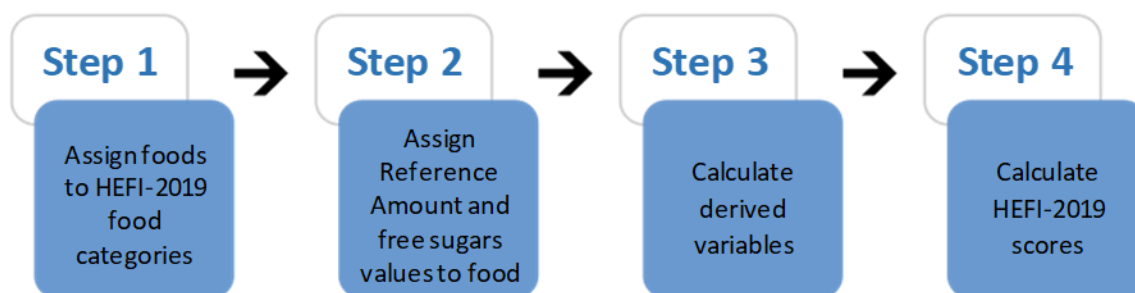 Step 1
Assign foods
to HEFI-2019
food
categories
Step 2
Assign
Reference
Amount and
free sugars
values to food
Step 3
Calculate
derived
variables
Step 4
Calculate
HEFI-2019
scores